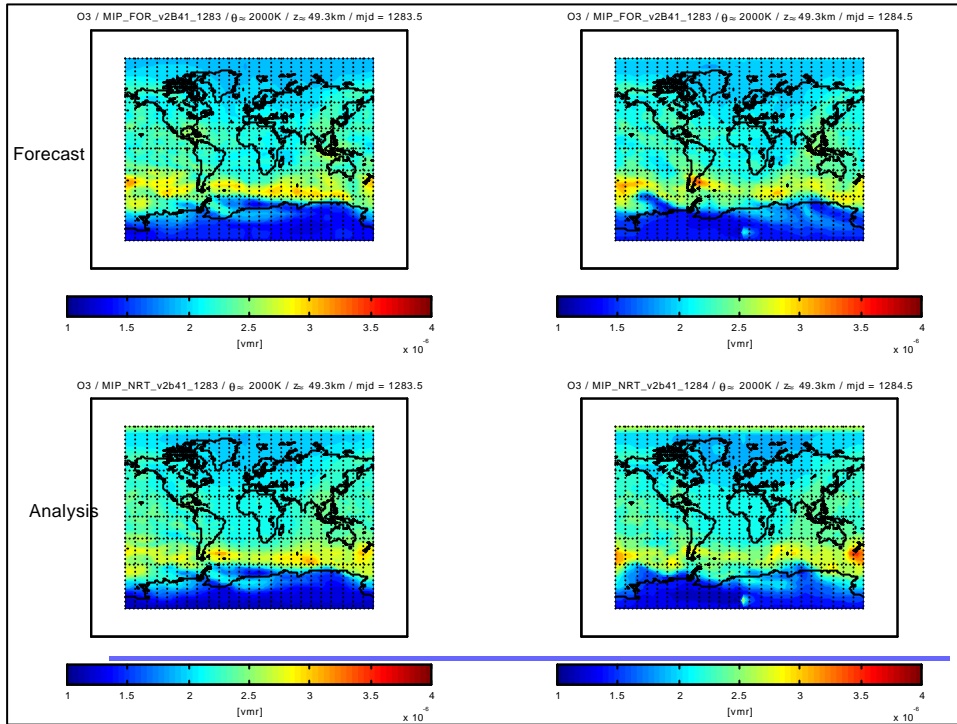 O3 / MIP_FOR_v2B41_1283 / θ≈ 2000K / z≈ 49.3km / mjd = 1283.5
O3 / MIP_FOR_v2B41_1283 / θ≈ 2000K / z≈ 49.3km / mjd = 1284.5
Forecast
1 1.5 2 2.5 3 3.5 4
[vmr]
x 10⁻⁶
1 1.5 2 2.5 3 3.5 4
[vmr]
x 10⁻⁶
O3 / MIP_NRT_v2b41_1283 / θ≈ 2000K / z≈ 49.3km / mjd = 1283.5
O3 / MIP_NRT_v2b41_1284 / θ≈ 2000K / z≈ 49.3km / mjd = 1284.5
Analysis
1 1.5 2 2.5 3 3.5 4
[vmr]
x 10⁻⁶
1 1.5 2 2.5 3 3.5 4
[vmr]
x 10⁻⁶